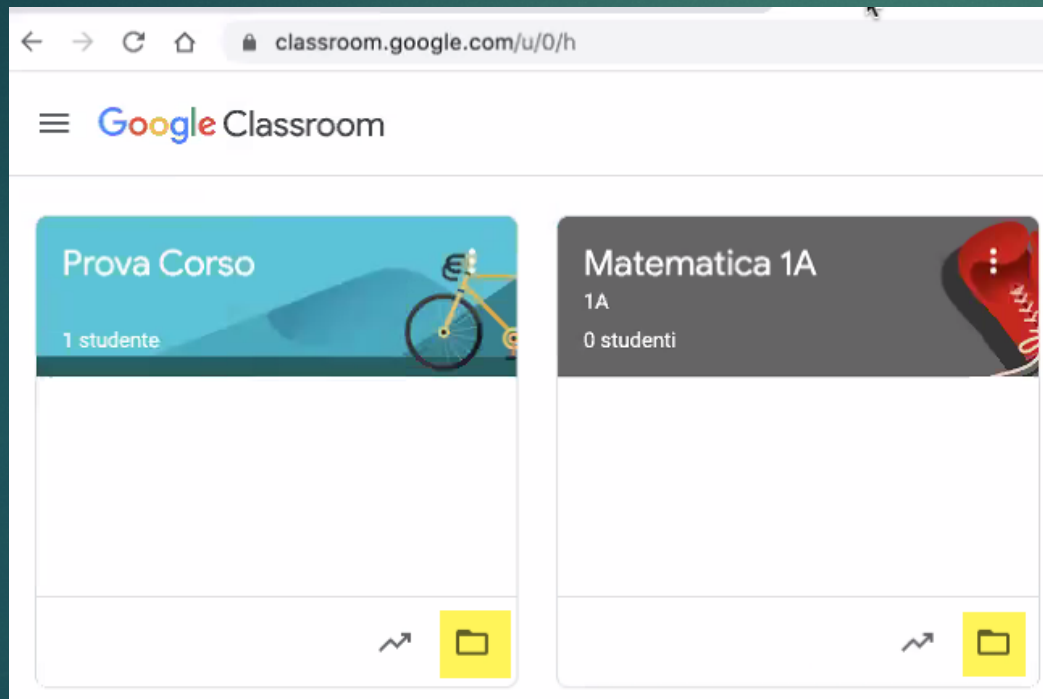 classroom.google.com/u/0/h
Google Classroom
Prova Corso
1 studente
Matematica 1A
1A
0 studenti